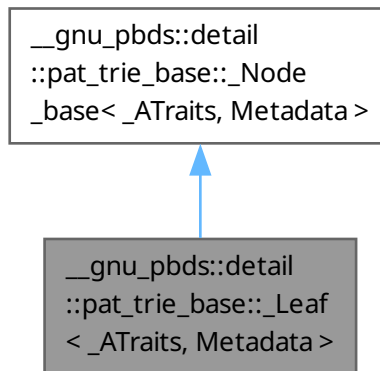 __gnu_pbds::detail
::pat_trie_base::_Node
_base< _ATraits, Metadata >
__gnu_pbds::detail
::pat_trie_base::_Leaf
< _ATraits, Metadata >